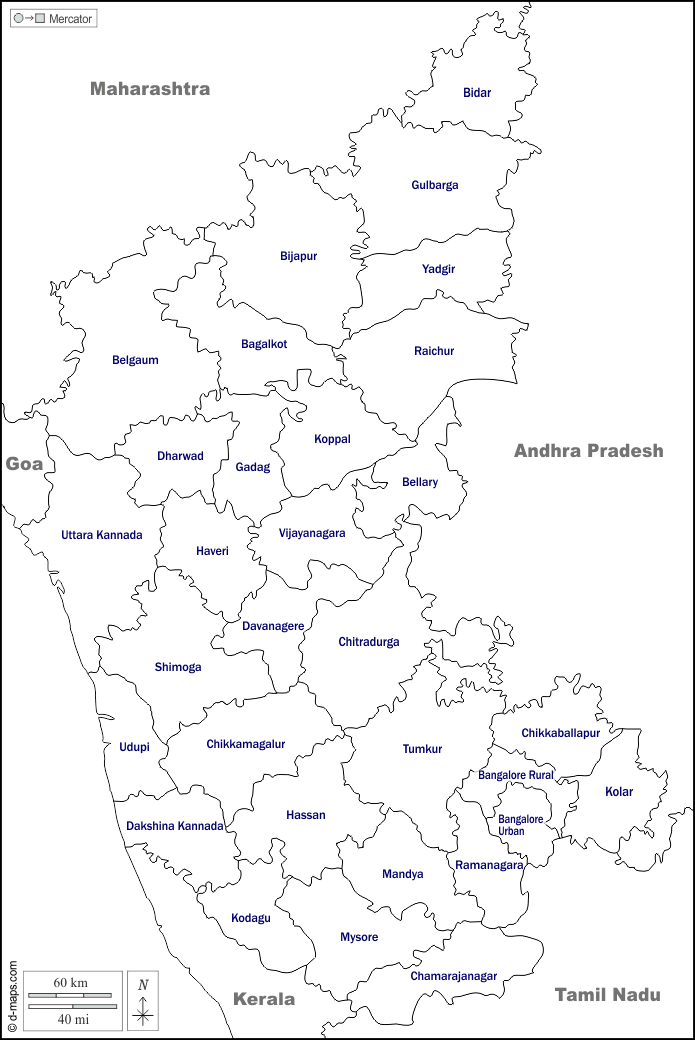 Mercator
Maharashtra
Bidar
Gulbarga
Bijapur
Yadgir
Bagalkot
Raichur
Belgaum
Koppal
Dharwad
Gadag
Goa
Andhra Pradesh
Bellary
Uttara Kannada
Vijayanagara
Haveri
Davanagere
Chitradurga
Shimoga
Udupi
Chikkamagalur
Tumkur
Chikkaballapur
Bangalore Rural
Kolar
Hassan
Bangalore
Urban
Dakshina Kannada
Ramanagara
Mandya
Kodagu
Mysore
Chamarajanagar
Kerala
Tamil Nadu
60 km
40 mi
N
© d-maps.com